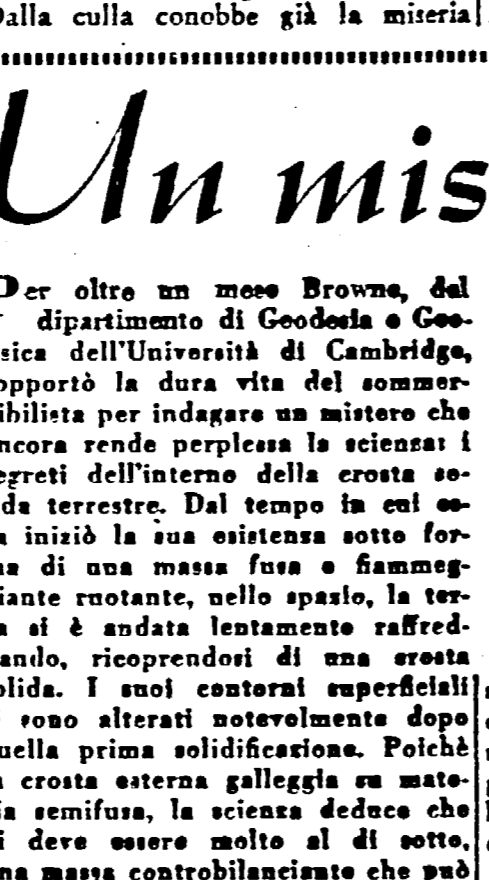 Dalla culla conobbe già la miseria
Un mis
Per oltre un mese Browne, del
dipartimento di Geodesia e Geo-
sica dell'Università di Cambridge,
opportò la dura vita del sommer-
ibilista per indagare un mistero che
ncora rende perplessa la scienza: i
egreti dell'interno della crosta so-
da terrestre. Dal tempo in cui es-
a iniziò la sua esistenza sotto for-
na di una massa fusa e fiammeg-
iante ruotante, nello spazio, la ter-
a si è andata lentamente raffred-
ando, ricoprendosi di una crosta
olida. I suoi contorni superficiali
i sono alterati notevolmente dopo
uella prima solidificazione. Poichè
a crosta esterna galleggia su mate-
ia semifusa, la scienza deduce che
i deve essere molto al di sotto,
na massa controbilanciante che può